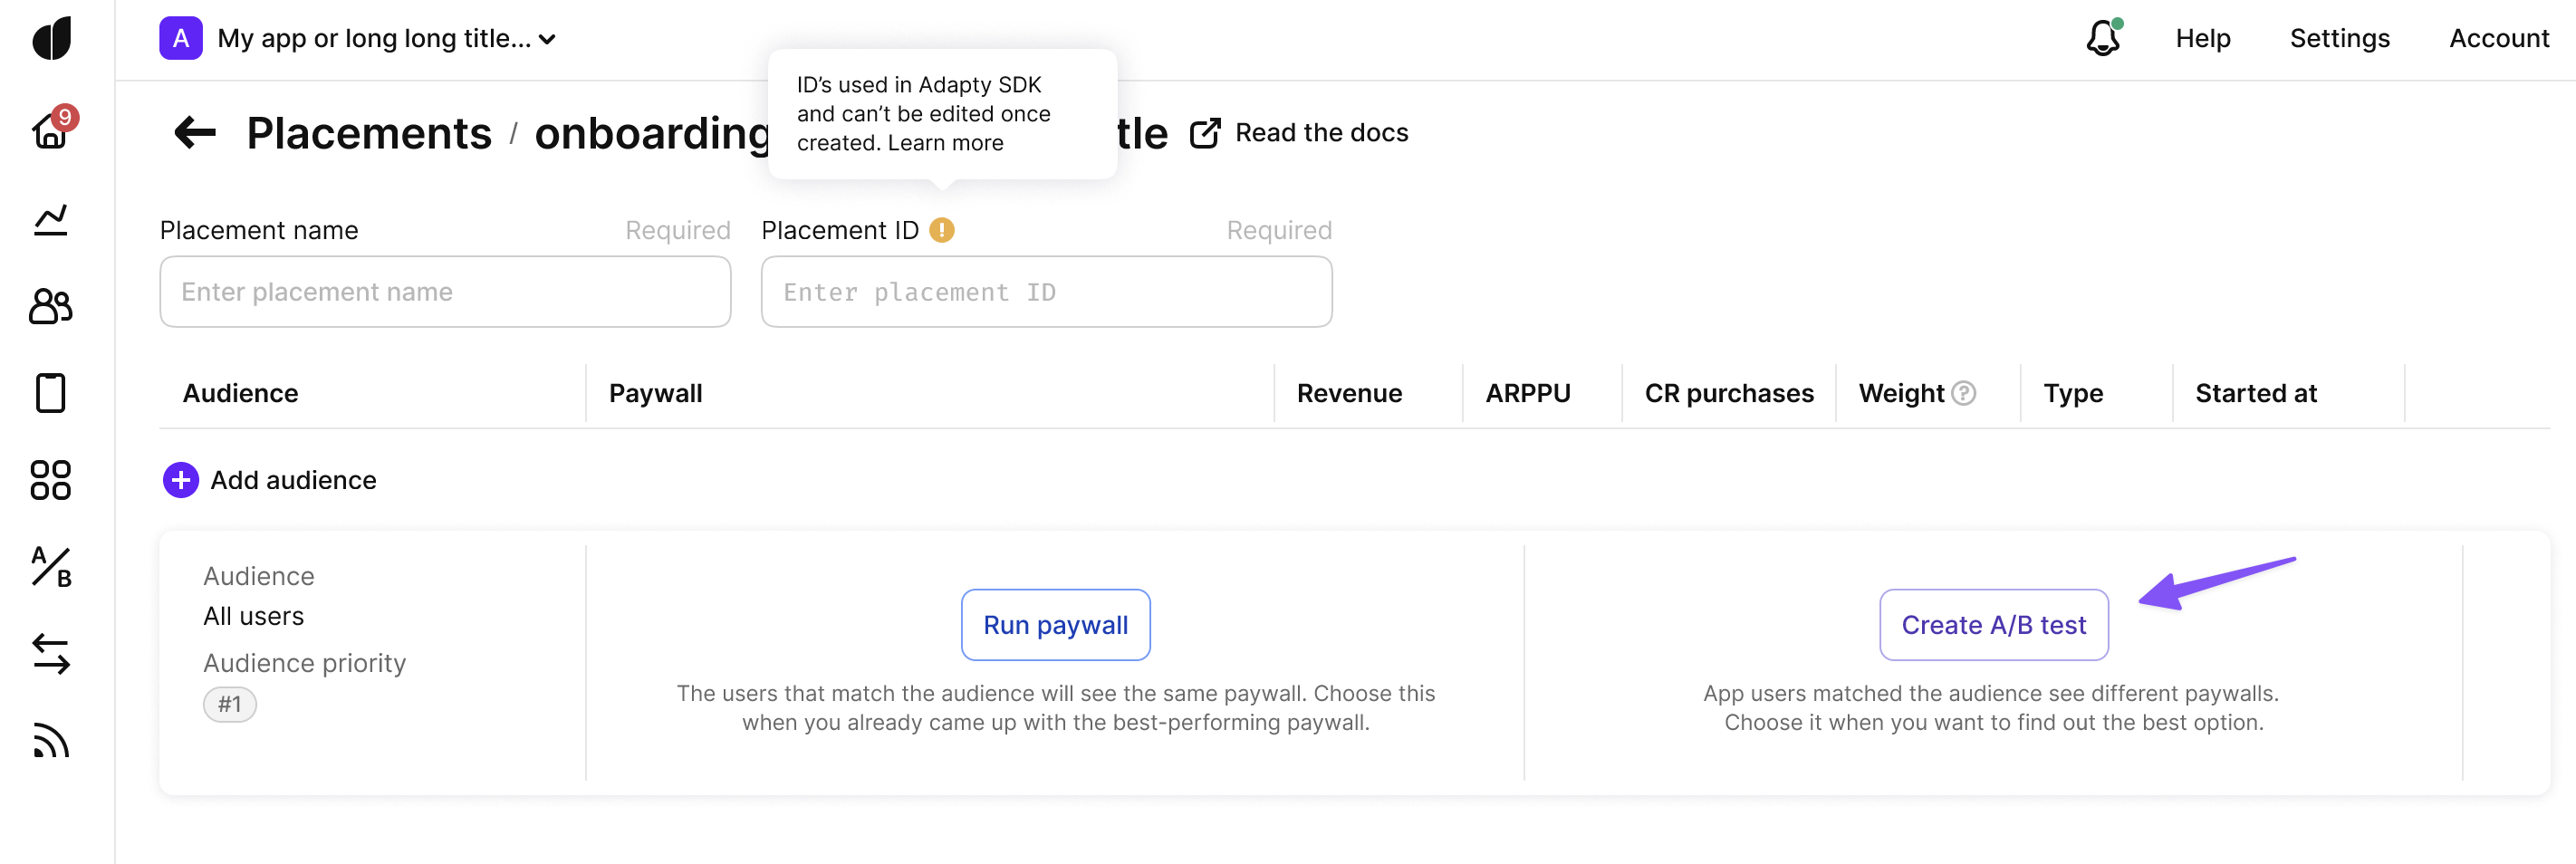 A My app or long long title...
Help Settings Account
9
ID’s used in Adapty SDK
and can’t be edited once
created. Learn more
Placements / onboarding tle Read the docs
Placement name Required Placement ID ! Required
Enter placement name Enter placement ID
Audience Paywall Revenue ARPPU CR purchases Weight ? Type Started at
+ Add audience
Audience
All users
Audience priority
#1
Run paywall
The users that match the audience will see the same paywall. Choose this
when you already came up with the best-performing paywall.
Create A/B test
App users matched the audience see different paywalls.
Choose it when you want to find out the best option.
A/B